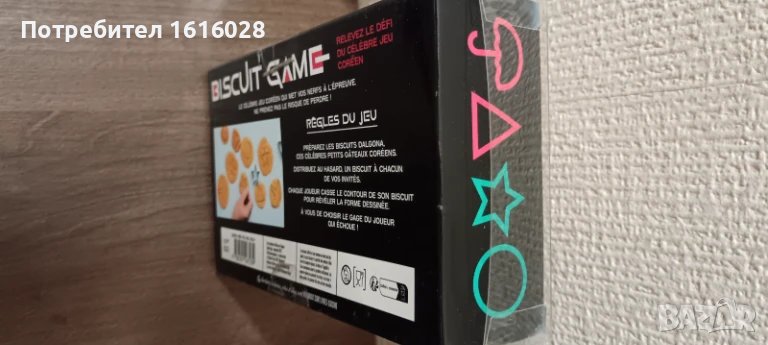 Потребител 1616028
BISCUIT GAME
RELEVEZ LE DÉFI
DU CÉLÈBRE JEU
CORÉEN
LE CÉLÈBRE JEU CORÉEN QUI MET VOS NERFS À L'ÉPREUVE
NE PRENEZ PAS LE RISQUE DE PERDRE !
RÈGLES DU JEU
PRÉPAREZ LES BISCUITS DALGONA,
CES CÉLÈBRES PETITS GÂTEAUX CORÉENS.
DISTRIBUEZ AU HASARD, UN BISCUIT À CHACUN
DE VOS INVITÉS.
CHAQUE JOUEUR CASSE LE CONTOUR DE SON BISCUIT
POUR RÉVÉLER LA FORME DESSINÉE.
À VOUS DE CHOISIR LE GAGE DU JOUEUR
QUI ÉCHOUE !
BAZAR